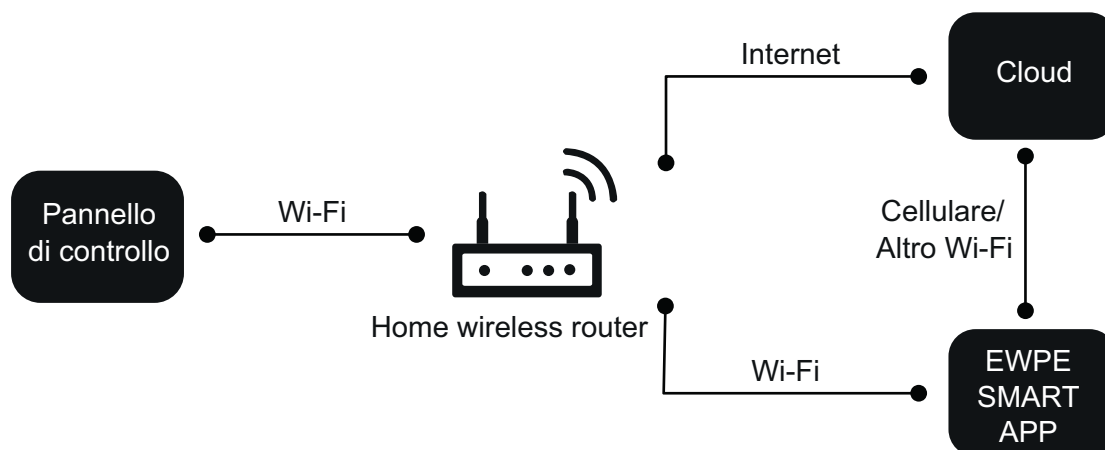 Internet
Cloud
Pannello
di controllo
Wi-Fi
Cellulare/
Altro Wi-Fi
Home wireless router
Wi-Fi
EWPE
SMART
APP